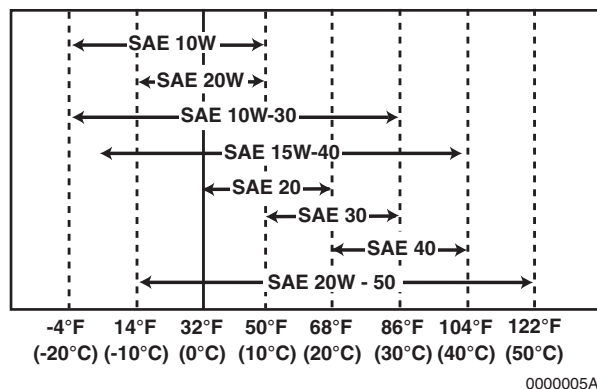 SAE 10W
SAE 20W
SAE 10W-30
SAE 15W-40
SAE 20
SAE 30
SAE 40
SAE 20W - 50
-4°F 14°F 32°F 50°F 68°F 86°F 104°F 122°F
(-20°C) (-10°C) (0°C) (10°C) (20°C) (30°C) (40°C) (50°C)
0000005A